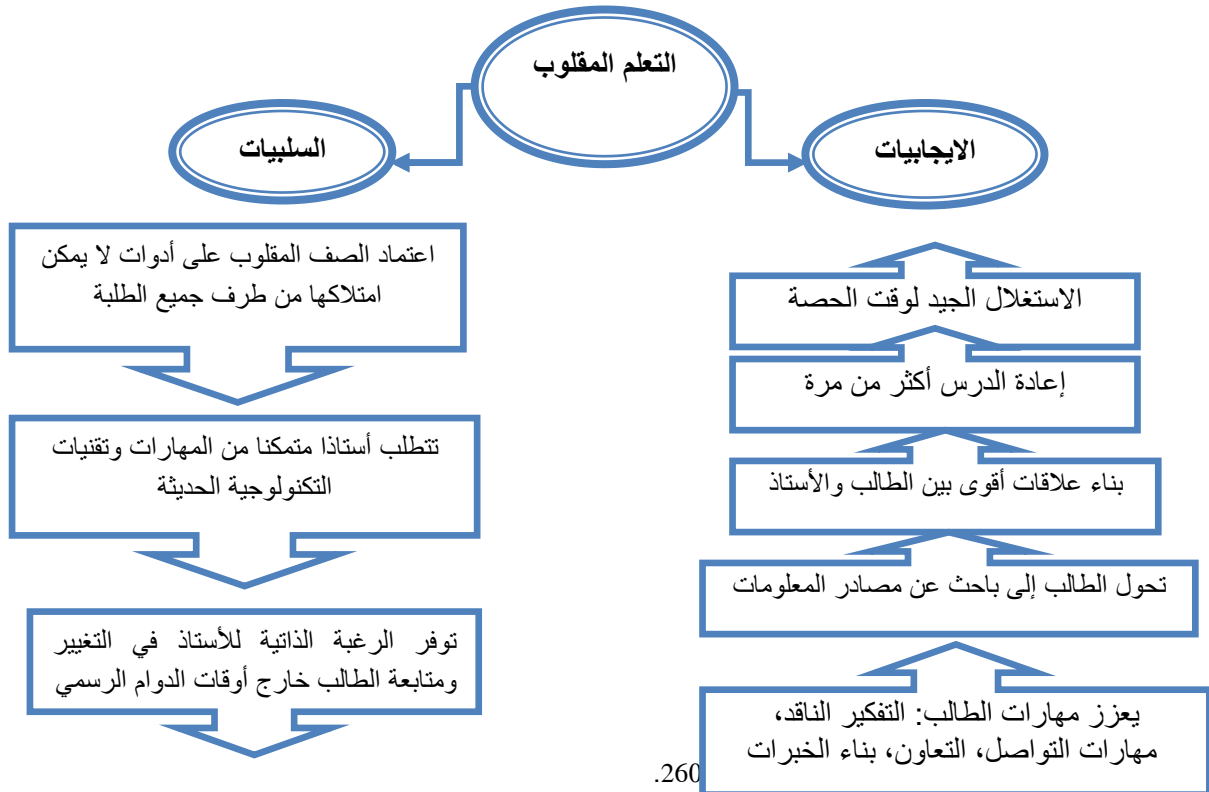 التعلم المقلوب
الايجابيات
السلبيات
الاستغلال الجيد لوقت الحصة
إعادة الدرس أكثر من مرة
بناء علاقات أقوى بين الطالب والأستاذ
تحول الطالب إلى باحث عن مصادر المعلومات
يعزز مهارات الطالب: التفكير الناقد،
مهارات التواصل، التعاون، بناء الخبرات
اعتماد الصف المقلوب على أدوات لا يمكن
امتلاكها من طرف جميع الطلبة
تتطلب أستاذا متمكنا من المهارات وتقنيات
التكنولوجية الحديثة
توفر الرغبة الذاتية للأستاذ في التغيير
ومتابعة الطالب خارج أوقات الدوام الرسمي
.260